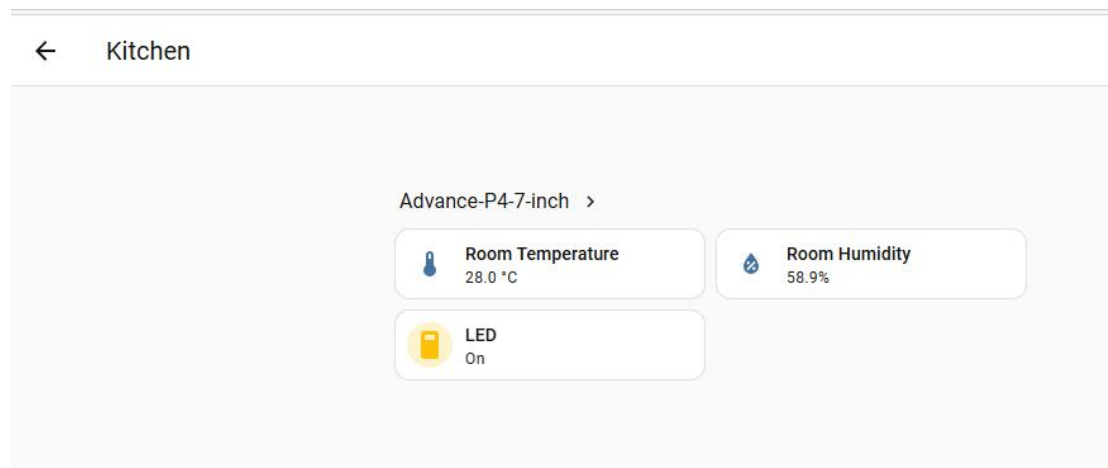 Kitchen
Advance-P4-7-inch
Room Temperature
28.0 °C
Room Humidity
58.9%
LED
On